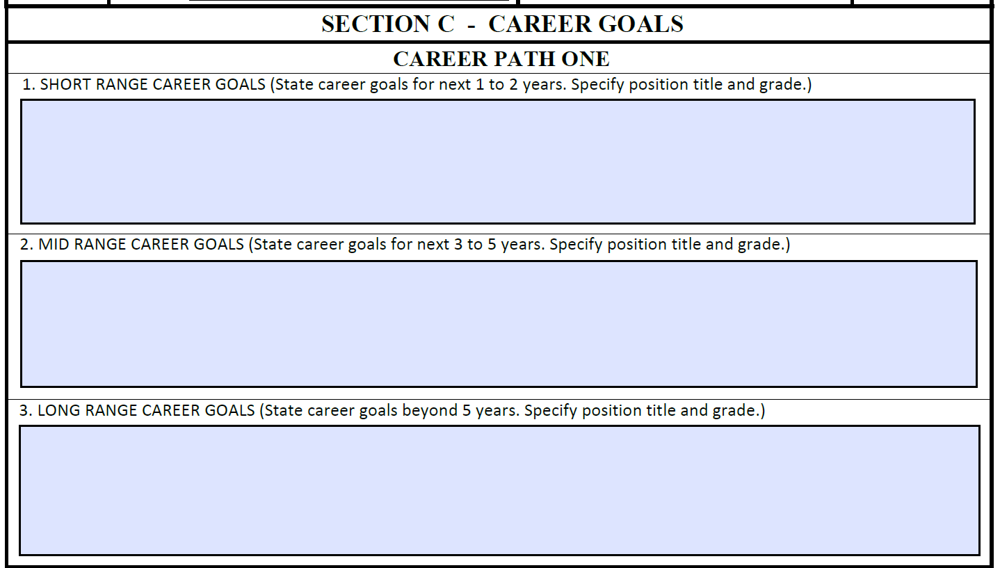 SECTION C - CAREER GOALS
CAREER PATH ONE
1. SHORT RANGE CAREER GOALS (State career goals for next 1 to 2 years. Specify position title and grade.)
2. MID RANGE CAREER GOALS (State career goals for next 3 to 5 years. Specify position title and grade.)
3. LONG RANGE CAREER GOALS (State career goals beyond 5 years. Specify position title and grade.)